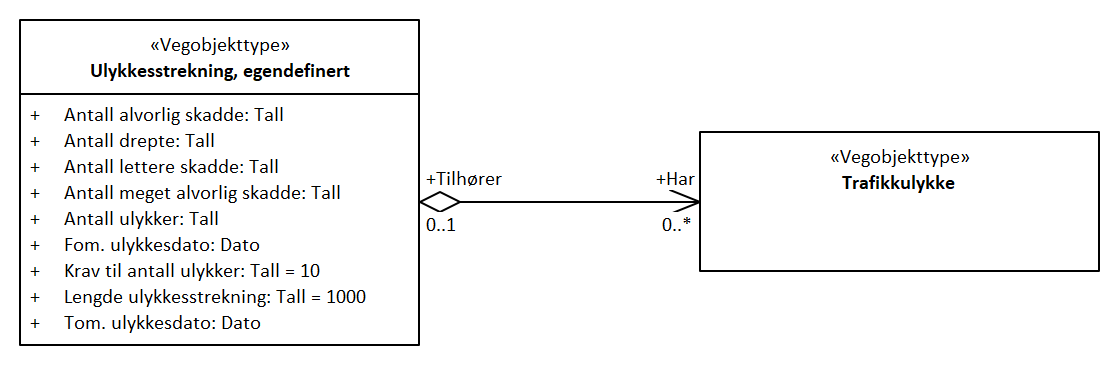 «Vegobjekttype»
Ulykkesstrekning, egendefinert
+ Antall alvorlig skadde: Tall
+ Antall drepte: Tall
+ Antall lettere skadde: Tall
+ Antall meget alvorlig skadde: Tall
+ Antall ulykker: Tall
+ Fom. ulykkesdato: Dato
+ Krav til antall ulykker: Tall = 10
+ Lengde ulykkesstrekning: Tall = 1000
+ Tom. ulykkesdato: Dato
+Tilhører
0..1
+Har
0..*
«Vegobjekttype»
Trafikkulykke